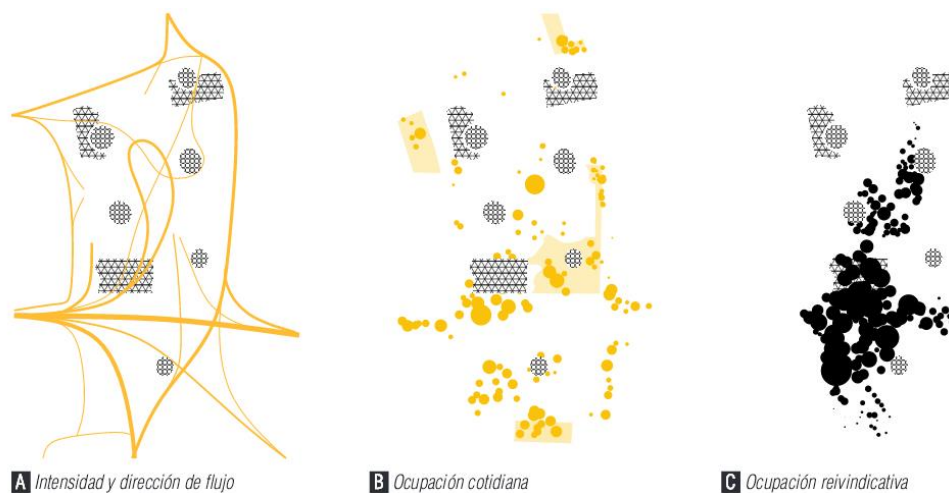 A Intensidad y dirección de flujo
B Ocupación cotidiana
C Ocupación reivindicativa